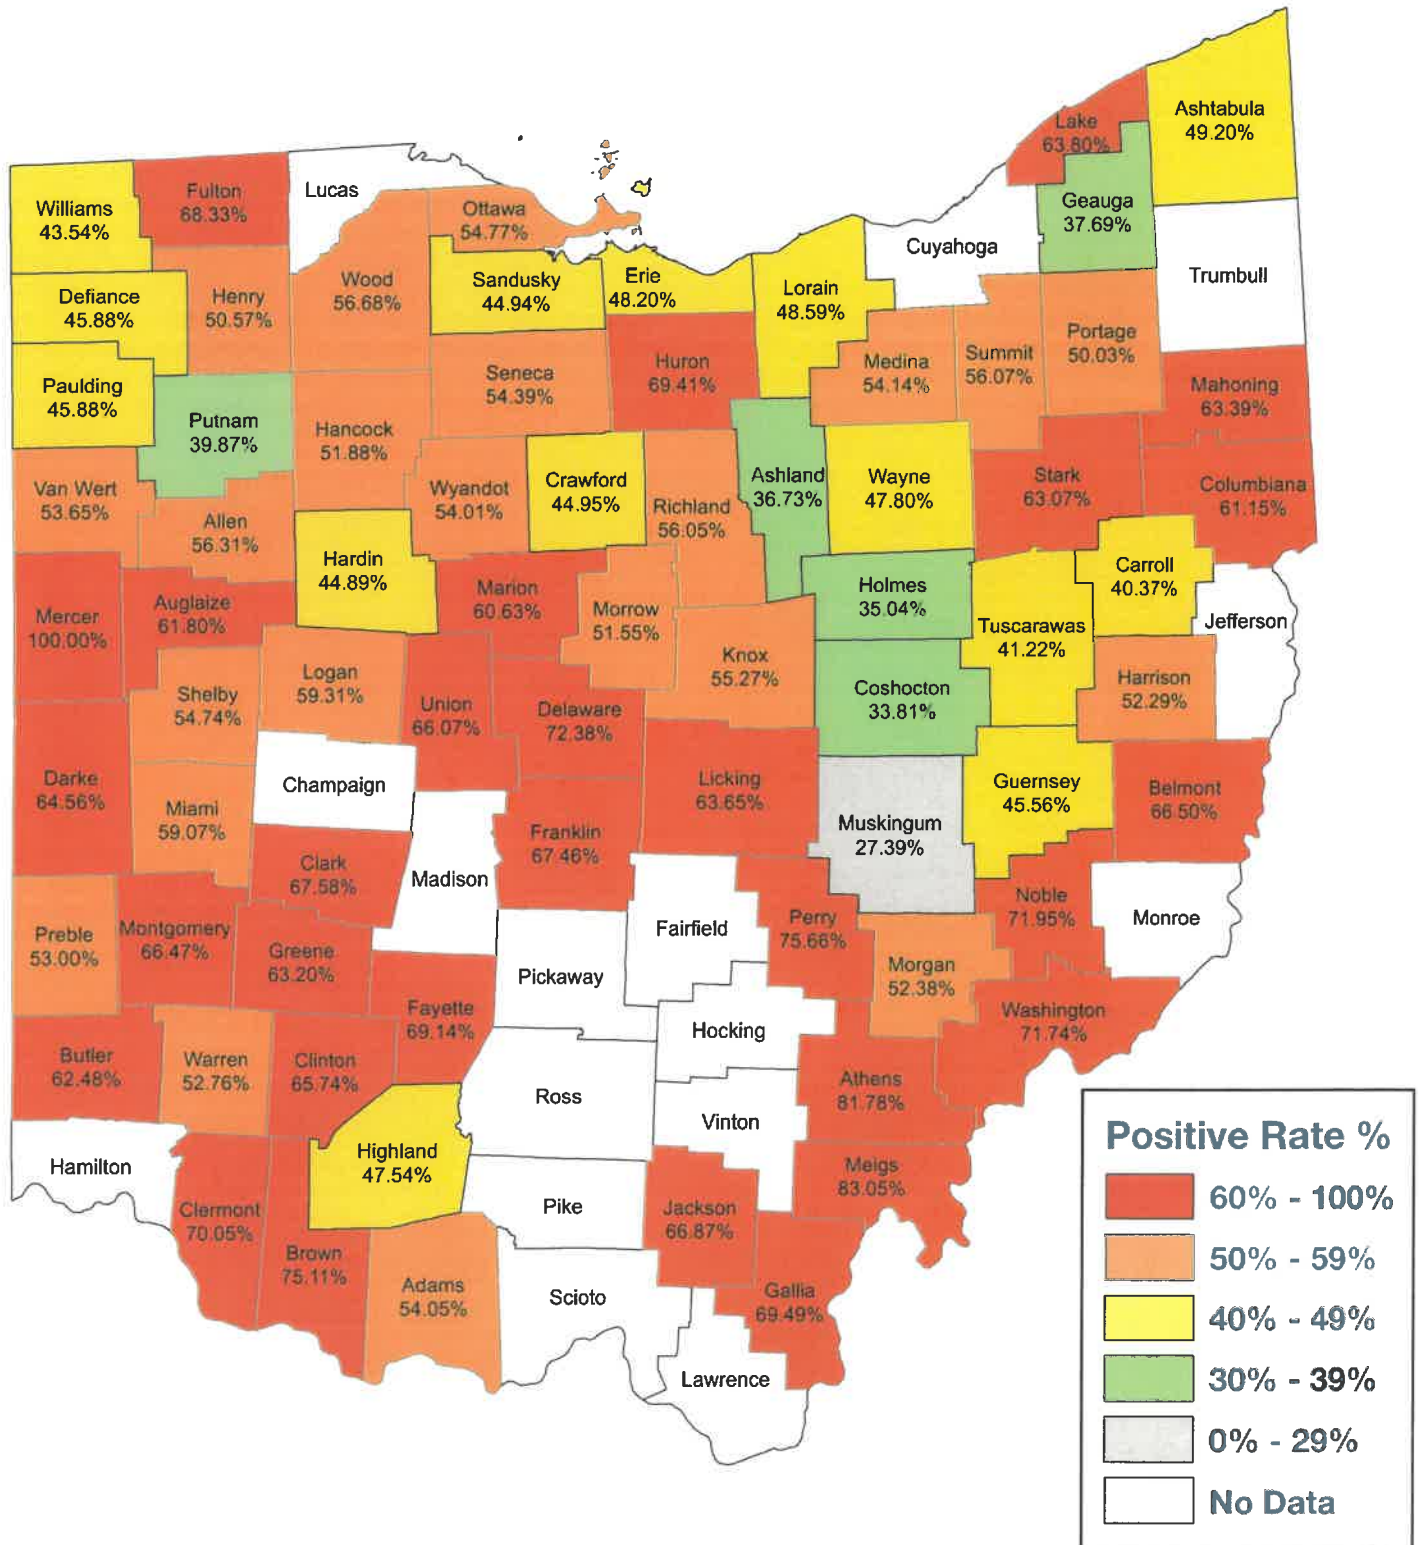 Ashtabula
49.20%
Lake
63.80%
Geauga
37.69%
Lucas
Fulton
68.33%
Williams
43.54%
Ottawa
54.77%
Cuyahoga
Trumbull
Wood
56.68%
Sandusky
44.94%
Erie
48.20%
Lorain
48.59%
Defiance
45.88%
Henry
50.57%
Portage
50.03%
Summit
56.07%
Medina
54.14%
Huron
69.41%
Seneca
54.39%
Paulding
45.88%
Mahoning
63.39%
Putnam
39.87%
Hancock
51.88%
Van Wert
53.65%
Wyandot
54.01%
Crawford
44.95%
Richland
56.05%
Ashland
36.73%
Wayne
47.80%
Stark
63.07%
Columbiana
61.15%
Allen
56.31%
Hardin
44.89%
Marion
60.63%
Morrow
51.55%
Holmes
35.04%
Carroll
40.37%
Jefferson
Mercer
100.00%
Auglaize
61.80%
Tuscarawas
41.22%
Knox
55.27%
Logan
59.31%
Shelby
54.74%
Union
66.07%
Delaware
72.38%
Coshocton
33.81%
Harrison
52.29%
Darke
64.56%
Champaign
Licking
63.65%
Guernsey
45.56%
Belmont
66.50%
Miami
59.07%
Franklin
67.46%
Muskingum
27.39%
Clark
67.58%
Madison
Noble
71.95%
Monroe
Preble
53.00%
Montgomery
66.47%
Greene
63.20%
Fairfield
Perry
75.66%
Morgan
52.38%
Pickaway
Fayette
69.14%
Hocking
Washington
71.74%
Butler
62.48%
Warren
52.76%
Clinton
65.74%
Ross
Athens
81.78%
Vinton
Hamilton
Highland
47.54%
Meigs
83.05%
Pike
Jackson
66.87%
Clermont
70.05%
Brown
75.11%
Adams
54.05%
Scioto
Gallia
69.49%
Lawrence
Positive Rate %
60% - 100%
50% - 59%
40% - 49%
30% - 39%
0% - 29%
No Data